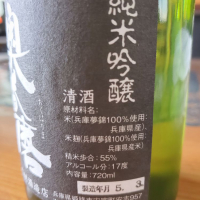 純米吟醸
清酒
原材料名:
米(兵庫夢錦100%使用:
兵庫県産)、
米麹(兵庫夢錦100%使用:
兵庫県産米)
精米歩合:55%
アルコール分:17度
内容量:720ml
製造年月 5. 3.